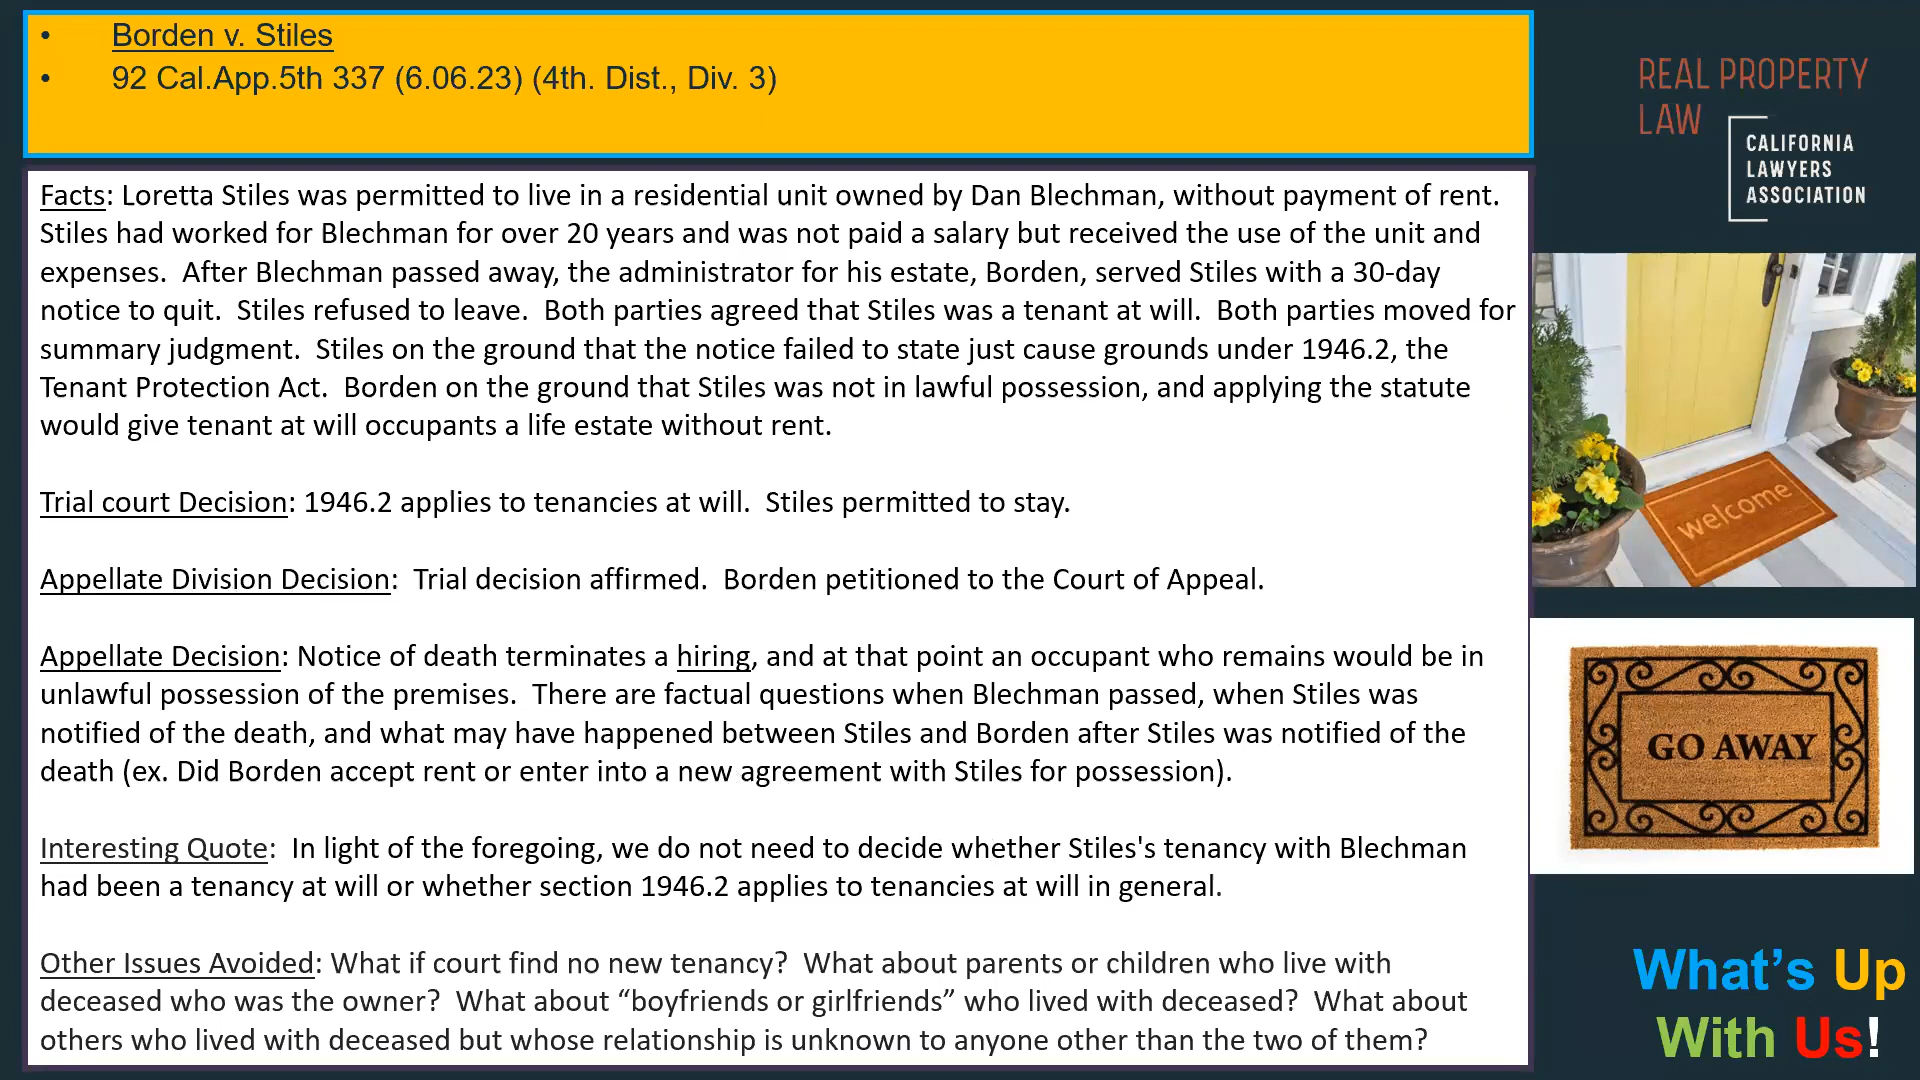 • Borden v. Stiles
• 92 Cal.App.5th 337 (6.06.23) (4th. Dist., Div. 3)
REAL PROPERTY
LAW
CALIFORNIA
LAWYERS
ASSOCIATION
Facts: Loretta Stiles was permitted to live in a residential unit owned by Dan Blechman, without payment of rent.
Stiles had worked for Blechman for over 20 years and was not paid a salary but received the use of the unit and
expenses.  After Blechman passed away, the administrator for his estate, Borden, served Stiles with a 30-day
notice to quit.  Stiles refused to leave.  Both parties agreed that Stiles was a tenant at will.  Both parties moved for
summary judgment.  Stiles on the ground that the notice failed to state just cause grounds under 1946.2, the
Tenant Protection Act.  Borden on the ground that Stiles was not in lawful possession, and applying the statute
would give tenant at will occupants a life estate without rent.
Trial court Decision: 1946.2 applies to tenancies at will.  Stiles permitted to stay.
Appellate Division Decision:  Trial decision affirmed.  Borden petitioned to the Court of Appeal.
Appellate Decision: Notice of death terminates a hiring, and at that point an occupant who remains would be in
unlawful possession of the premises.  There are factual questions when Blechman passed, when Stiles was
notified of the death, and what may have happened between Stiles and Borden after Stiles was notified of the
death (ex. Did Borden accept rent or enter into a new agreement with Stiles for possession).
Interesting Quote:  In light of the foregoing, we do not need to decide whether Stiles's tenancy with Blechman
had been a tenancy at will or whether section 1946.2 applies to tenancies at will in general.
Other Issues Avoided: What if court find no new tenancy?  What about parents or children who live with
deceased who was the owner?  What about “boyfriends or girlfriends” who lived with deceased?  What about
others who lived with deceased but whose relationship is unknown to anyone other than the two of them?
welcome
GO AWAY
What’s Up
With Us!